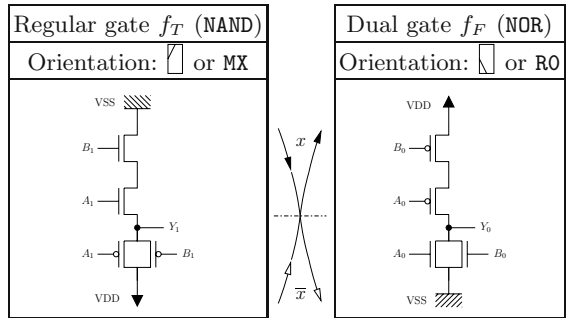 Regular gate f_T (NAND)
Orientation: or MX
VSS
B_1
A_1
Y_1
A_1 B_1
VDD
x
x̅
Dual gate f_F (NOR)
Orientation: or R0
VDD
B_0
A_0
Y_0
A_0 B_0
VSS